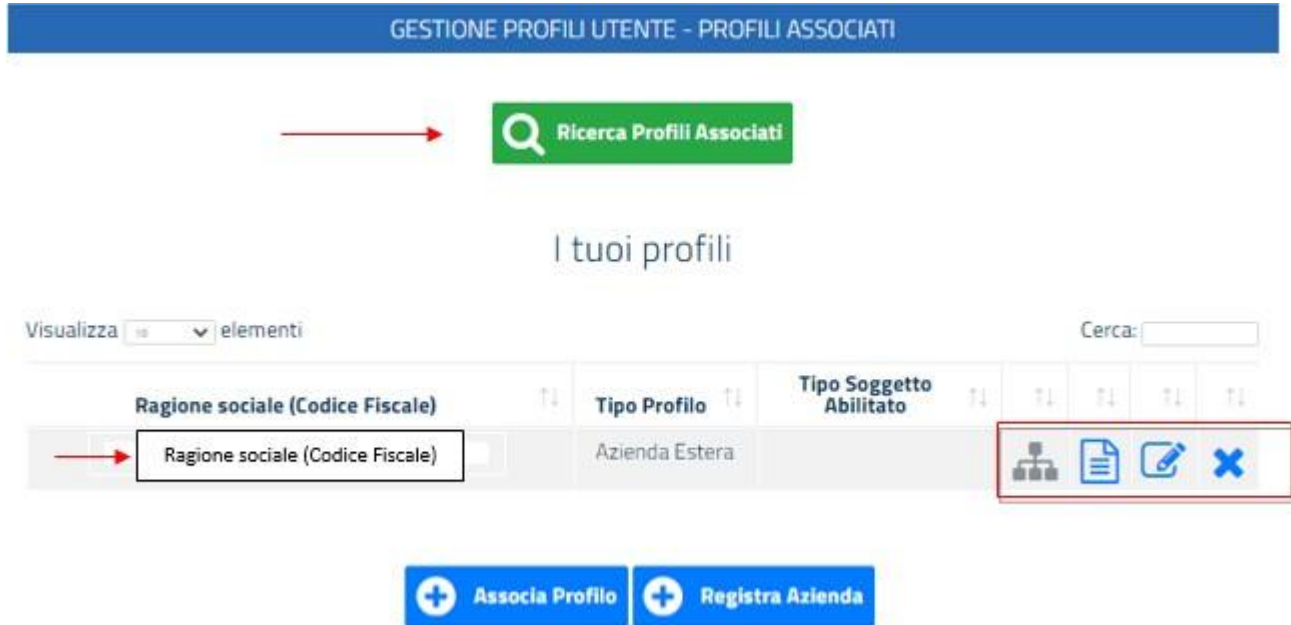 GESTIONE PROFILI UTENTE - PROFILI ASSOCIATI
Ricerca Profili Associati
I tuoi profili
Visualizza 10 elementi
Cerca:
Ragione sociale (Codice Fiscale)
Tipo Profilo
Tipo Soggetto
Abilitato
Ragione sociale (Codice Fiscale)
Azienda Estera
Associa Profilo
Registra Azienda